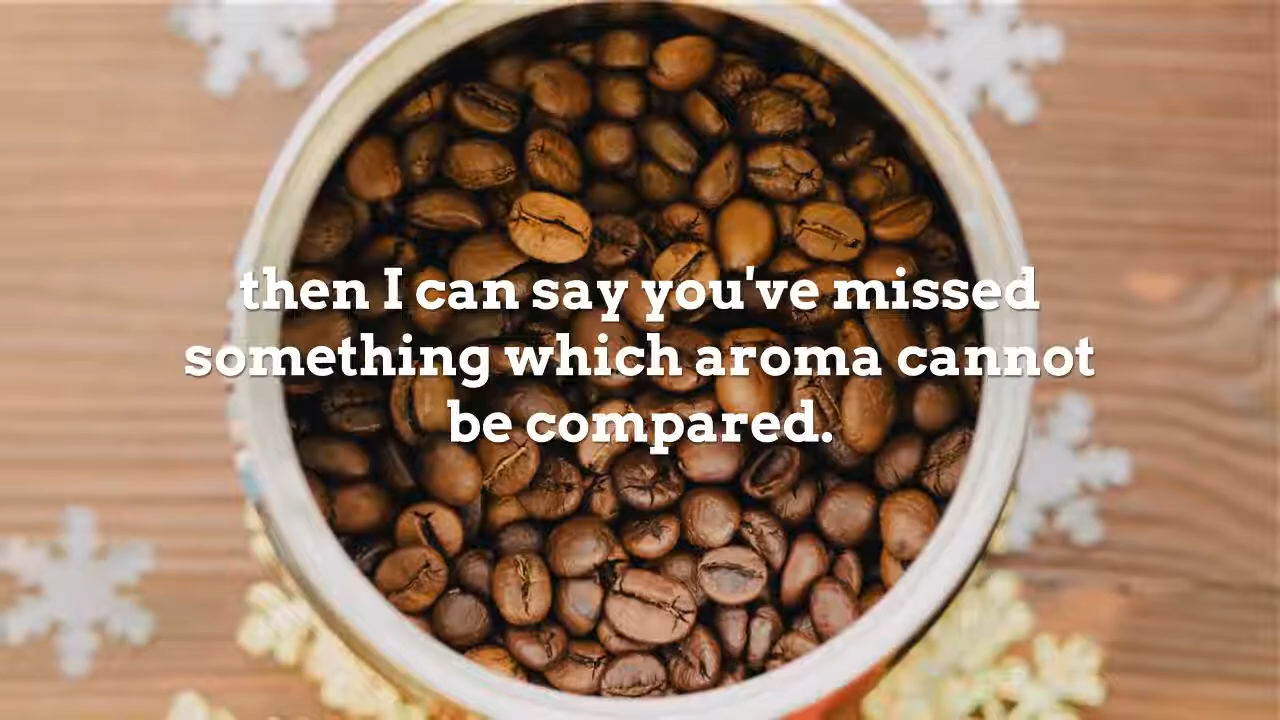 then I can say you've missed
something which aroma cannot
be compared.